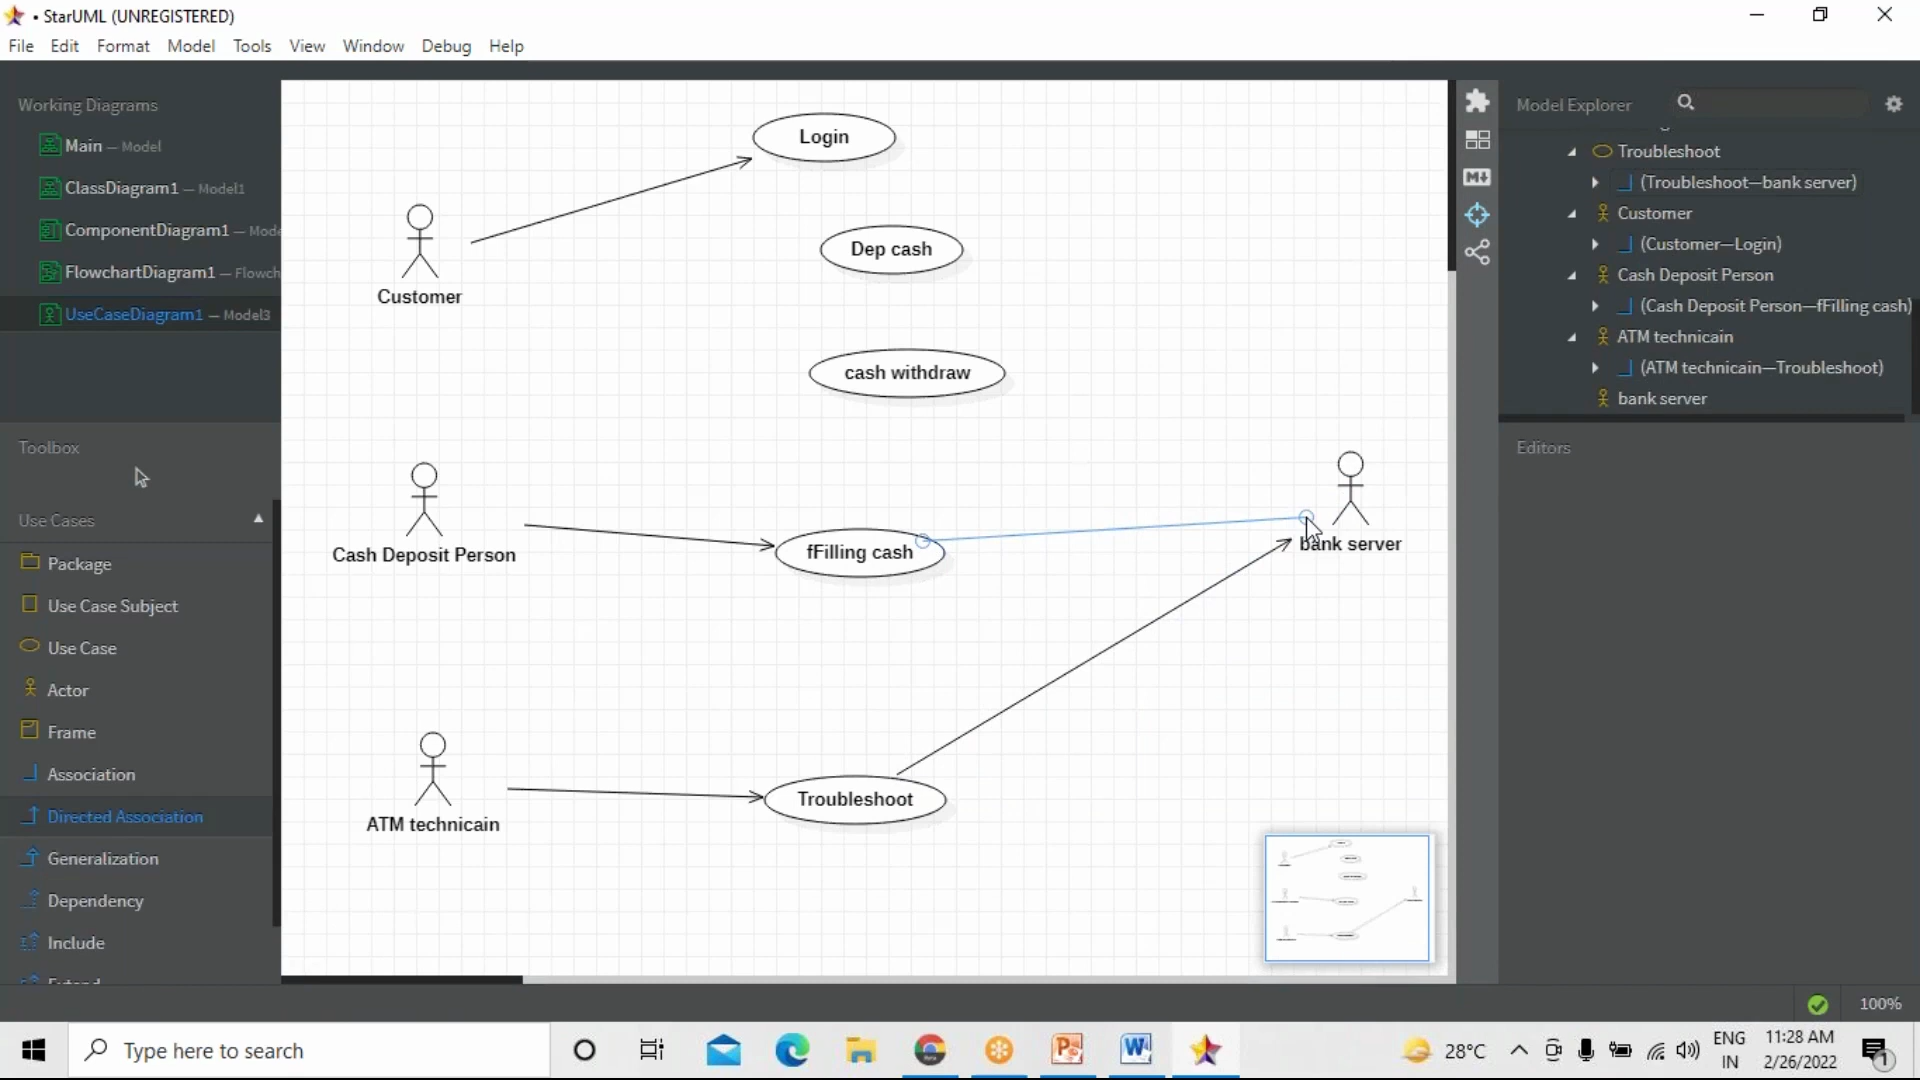 • StarUML (UNREGISTERED)
File Edit Format Model Tools View Window Debug Help
Working Diagrams
Main — Model
ClassDiagram1 — Model1
ComponentDiagram1 — Mode
FlowchartDiagram1 — Flowch
UseCaseDiagram1 — Model3
Toolbox
Use Cases
Package
Use Case Subject
Use Case
Actor
Frame
Association
Directed Association
Generalization
Dependency
Include
Extend
Login
Customer
Dep cash
cash withdraw
Cash Deposit Person
fFilling cash
bank server
ATM technicain
Troubleshoot
Model Explorer
Troubleshoot
(Troubleshoot—bank server)
Customer
(Customer—Login)
Cash Deposit Person
(Cash Deposit Person—fFilling cash)
ATM technicain
(ATM technicain—Troubleshoot)
bank server
Editors
100%
Type here to search
28°C
ENG
IN
11:28 AM
2/26/2022
1